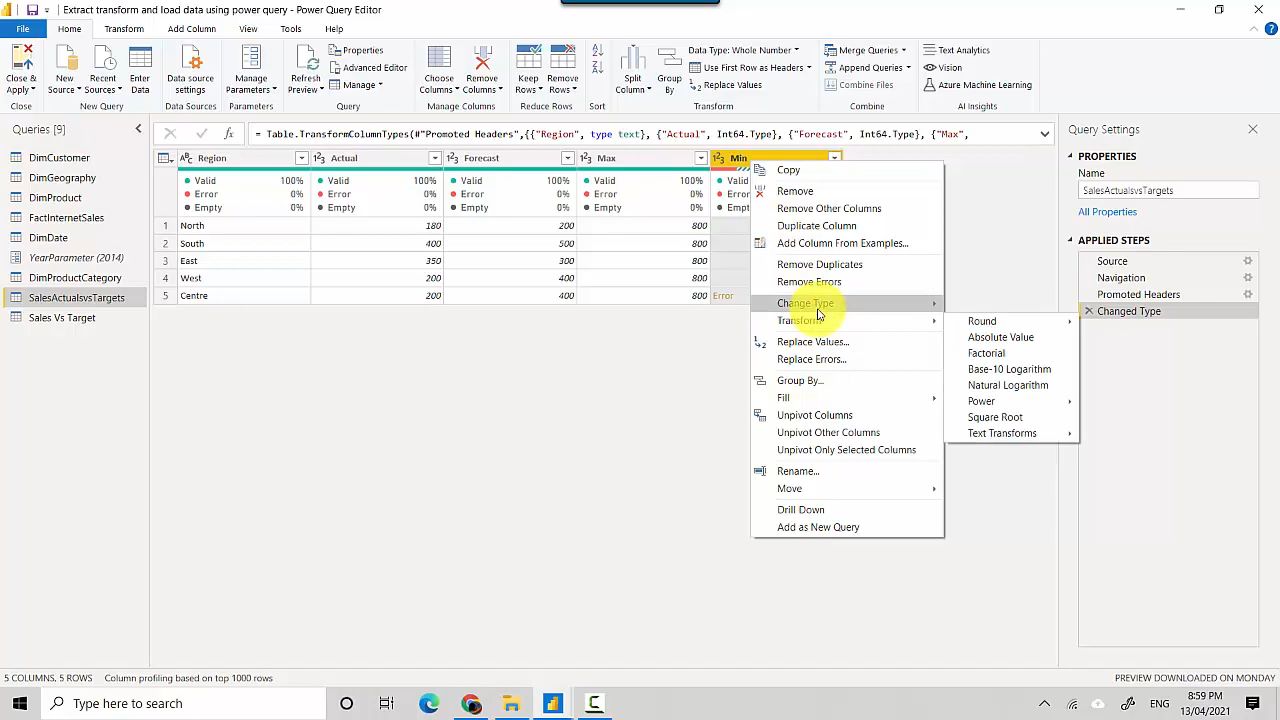 Extract transform and load data using power query - Power Query Editor
File Home Transform Add Column View Tools Help
Close & Apply
New Source
Recent Sources
Enter Data
Data source settings
Manage Parameters
Refresh Preview
Properties
Advanced Editor
Manage
Choose Columns
Remove Columns
Keep Rows
Remove Rows
Split Column
Group By
Data Type: Whole Number
Use First Row as Headers
Replace Values
Merge Queries
Append Queries
Combine Files
Text Analytics
Vision
Azure Machine Learning
Close New Query Data Sources Parameters Query Manage Columns Reduce Rows Sort Transform Combine AI Insights
Queries [9]
DimCustomer
DimGeography
DimProduct
FactInternetSales
DimDate
YearParameter (2014)
DimProductCategory
SalesActualsvsTargets
Sales Vs Target
fx = Table.TransformColumnTypes(#"Promoted Headers",{{"Region", type text}, {"Actual", Int64.Type}, {"Forecast", Int64.Type}, {"Max",
Region Actual Forecast Max Min
Valid 100% Valid 100% Valid 100% Valid 100% Valid
Error 0% Error 0% Error 0% Error 0% Error
Empty 0% Empty 0% Empty 0% Empty 0% Empt
1 North 180 200 800
2 South 400 500 800
3 East 350 300 800
4 West 200 400 800
5 Centre 200 400 800 Error
Copy
Remove
Remove Other Columns
Duplicate Column
Add Column From Examples...
Remove Duplicates
Remove Errors
Change Type
Transform
Replace Values...
Replace Errors...
Group By...
Fill
Unpivot Columns
Unpivot Other Columns
Unpivot Only Selected Columns
Rename...
Move
Drill Down
Add as New Query
Round
Absolute Value
Factorial
Base-10 Logarithm
Natural Logarithm
Power
Square Root
Text Transforms
Query Settings
PROPERTIES
Name
SalesActualsvsTargets
All Properties
APPLIED STEPS
Source
Navigation
Promoted Headers
Changed Type
5 COLUMNS, 5 ROWS Column profiling based on top 1000 rows
PREVIEW DOWNLOADED ON MONDAY
Type here to search
ENG
8:59 PM
13/04/2021